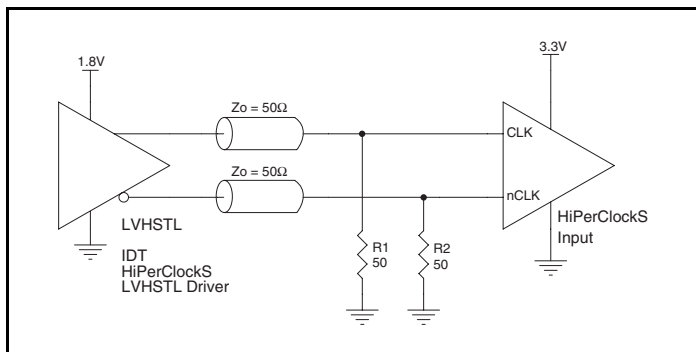 1.8V
3.3V
Zo = 50Ω
CLK
Zo = 50Ω
nCLK
LVHSTL
IDT
HiPerClockS
LVHSTL Driver
R1
50
R2
50
HiPerClockS
Input